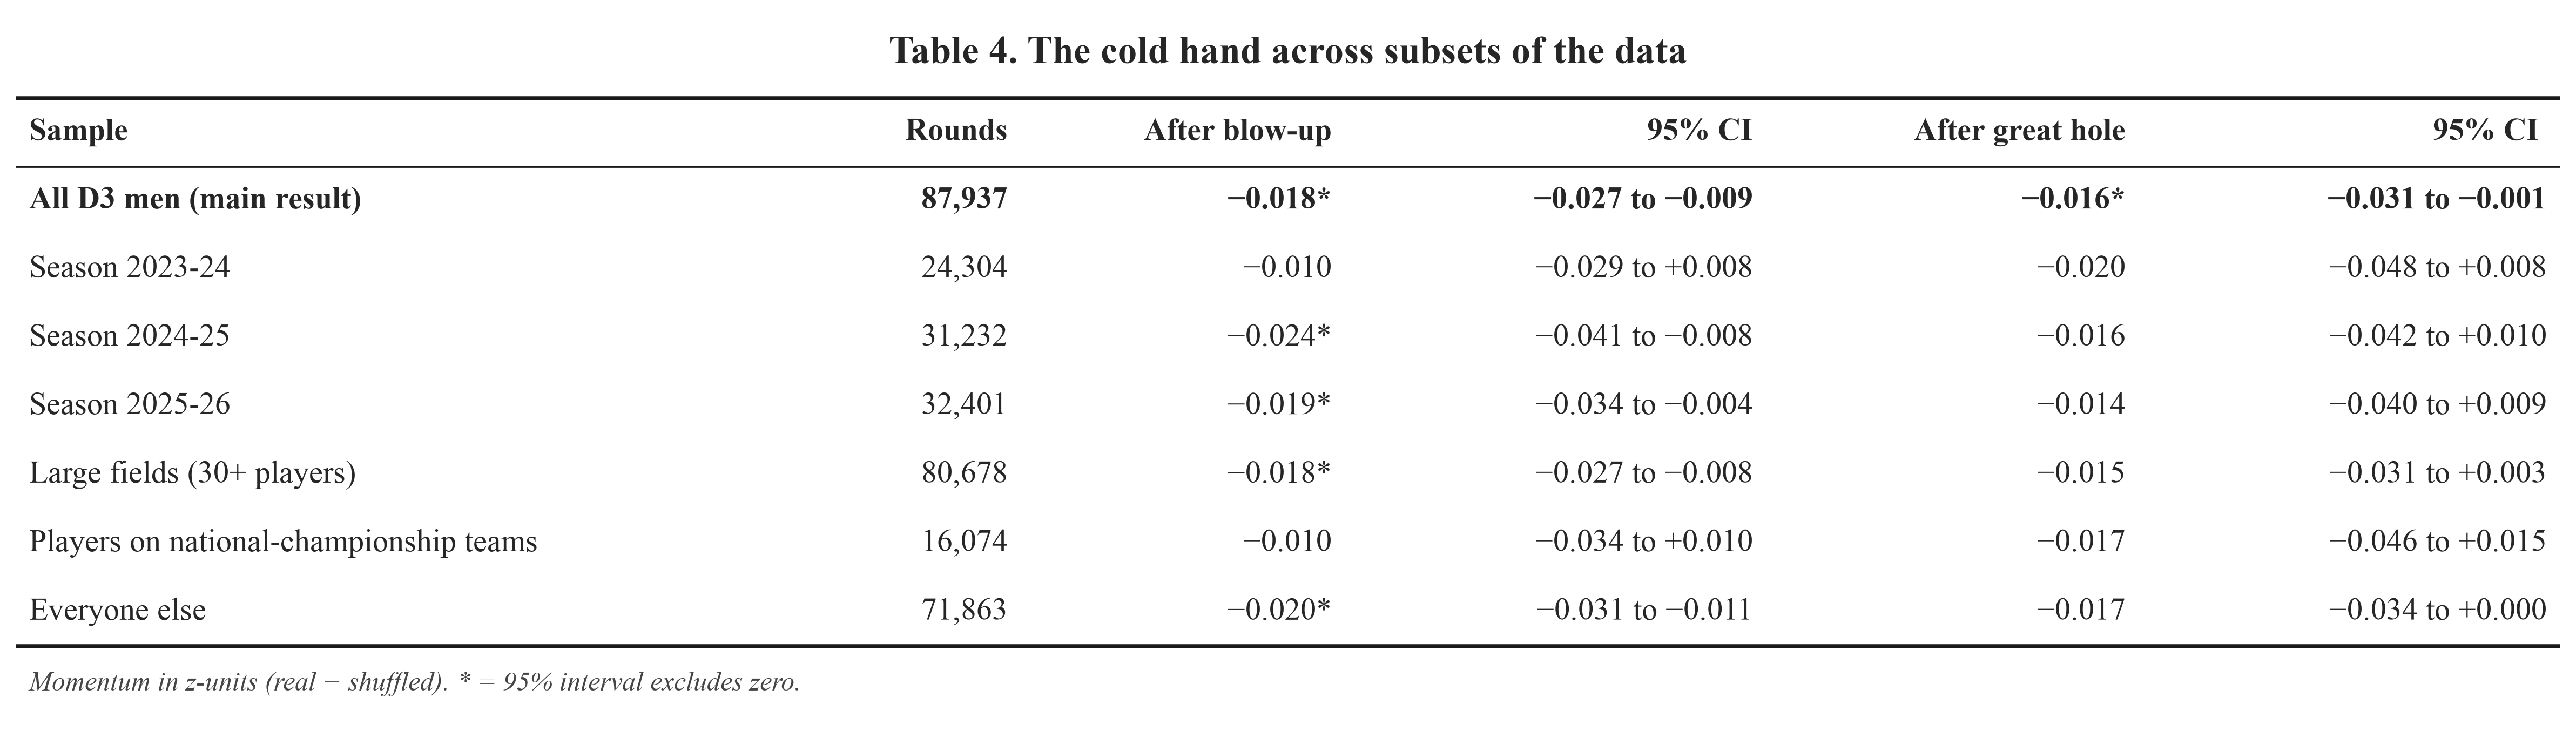 Table 4. The cold hand across subsets of the data
Sample Rounds After blow-up 95% CI After great hole 95% CI
All D3 men (main result) 87,937 −0.018* −0.027 to −0.009 −0.016* −0.031 to −0.001
Season 2023-24 24,304 −0.010 −0.029 to +0.008 −0.020 −0.048 to +0.008
Season 2024-25 31,232 −0.024* −0.041 to −0.008 −0.016 −0.042 to +0.010
Season 2025-26 32,401 −0.019* −0.034 to −0.004 −0.014 −0.040 to +0.009
Large fields (30+ players) 80,678 −0.018* −0.027 to −0.008 −0.015 −0.031 to +0.003
Players on national-championship teams 16,074 −0.010 −0.034 to +0.010 −0.017 −0.046 to +0.015
Everyone else 71,863 −0.020* −0.031 to −0.011 −0.017 −0.034 to +0.000
Momentum in z-units (real − shuffled). * = 95% interval excludes zero.